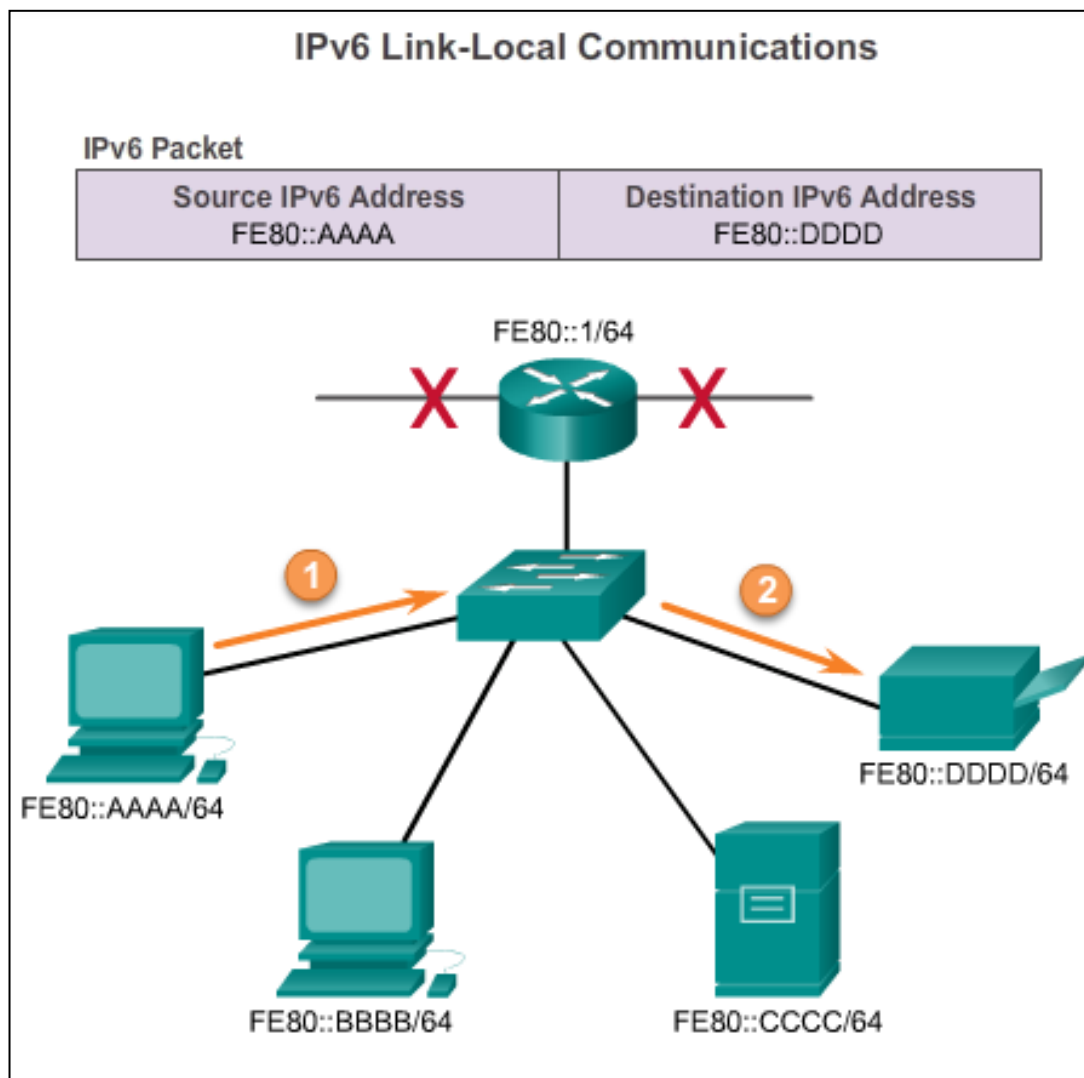 IPv6 Link-Local Communications
IPv6 Packet
Source IPv6 Address
FE80::AAAA
Destination IPv6 Address
FE80::DDDD
FE80::1/64
X
X
1
2
FE80::AAAA/64
FE80::DDDD/64
FE80::BBBB/64
FE80::CCCC/64